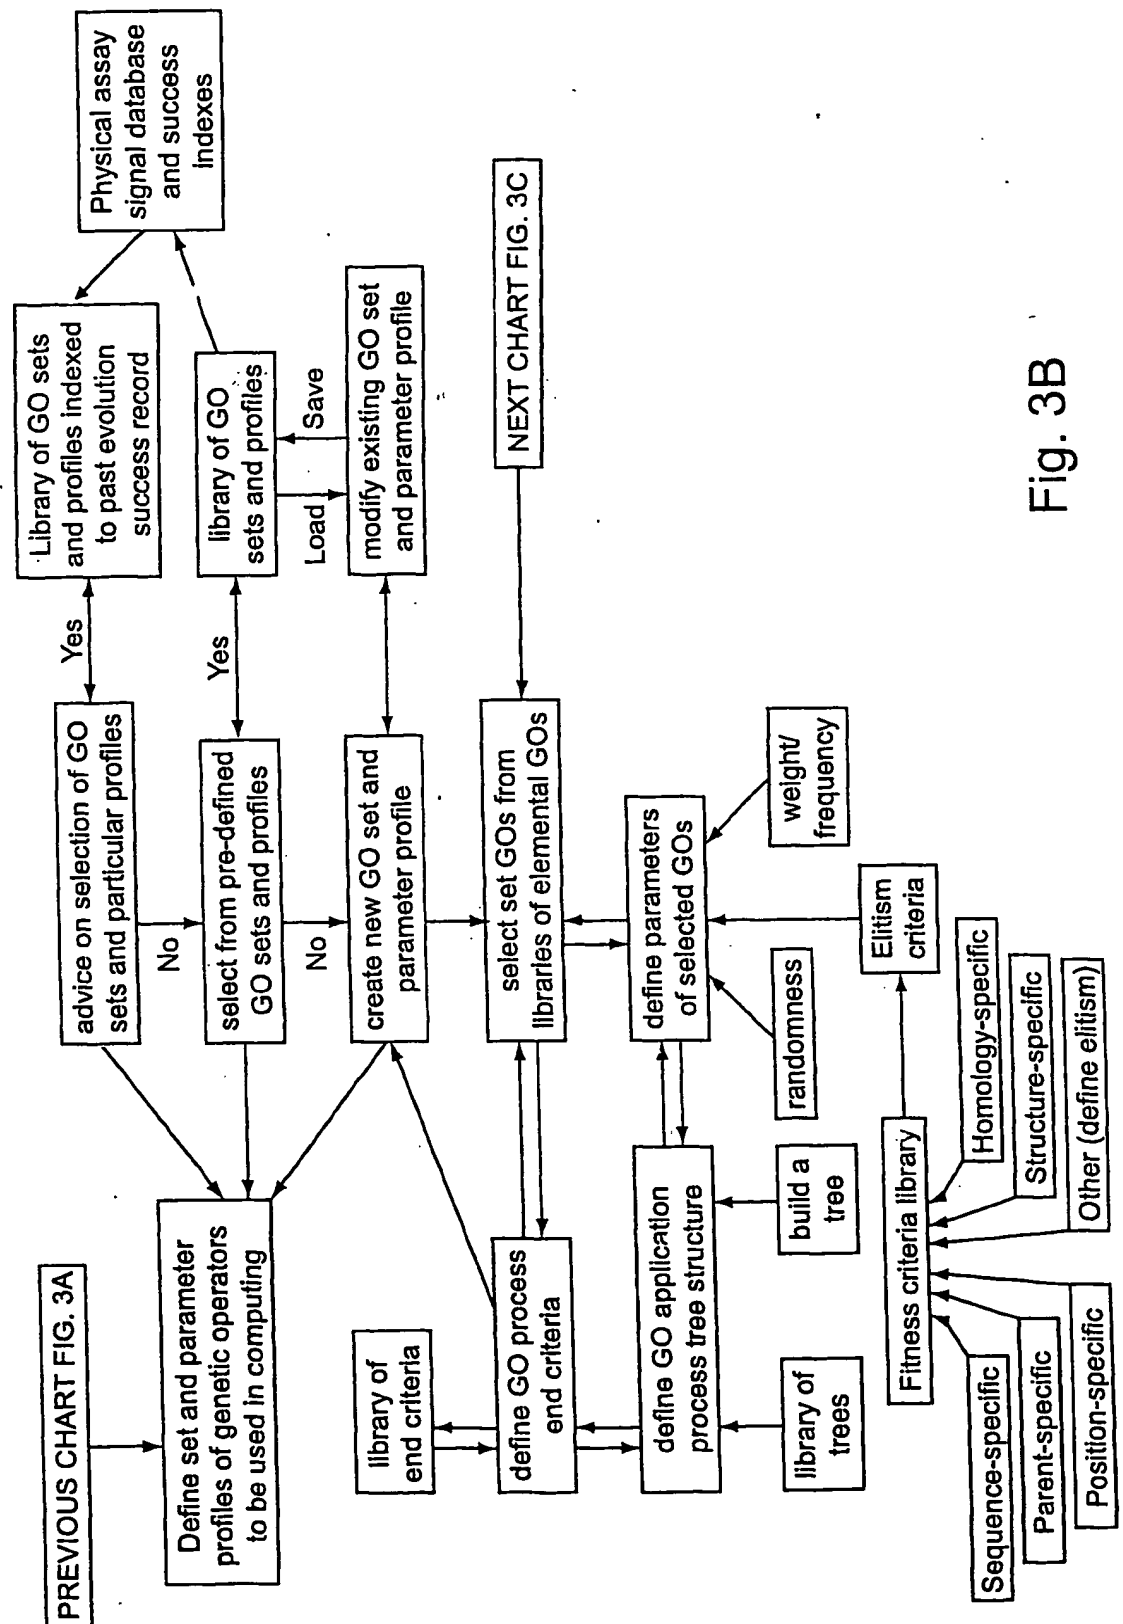 PREVIOUS CHART FIG. 3A
Define set and parameter
profiles of genetic operators
to be used in computing
advice on selection of GO
sets and particular profiles
Yes
Library of GO sets
and profiles indexed
to past evolution
success record
Physical assay
signal database
and success
indexes
No
select from pre-defined
GO sets and profiles
Yes
library of GO
sets and profiles
No
Load
Save
create new GO set and
parameter profile
modify existing GO set
and parameter profile
library of
end criteria
define GO process
end criteria
select set GOs from
libraries of elemental GOs
NEXT CHART FIG. 3C
define GO application
process tree structure
define parameters
of selected GOs
library of
trees
build a
tree
randomness
Elitism
criteria
weight/
frequency
Fitness criteria library
Sequence-specific
Parent-specific
Position-specific
Homology-specific
Structure-specific
Other (define elitism)
Fig. 3B